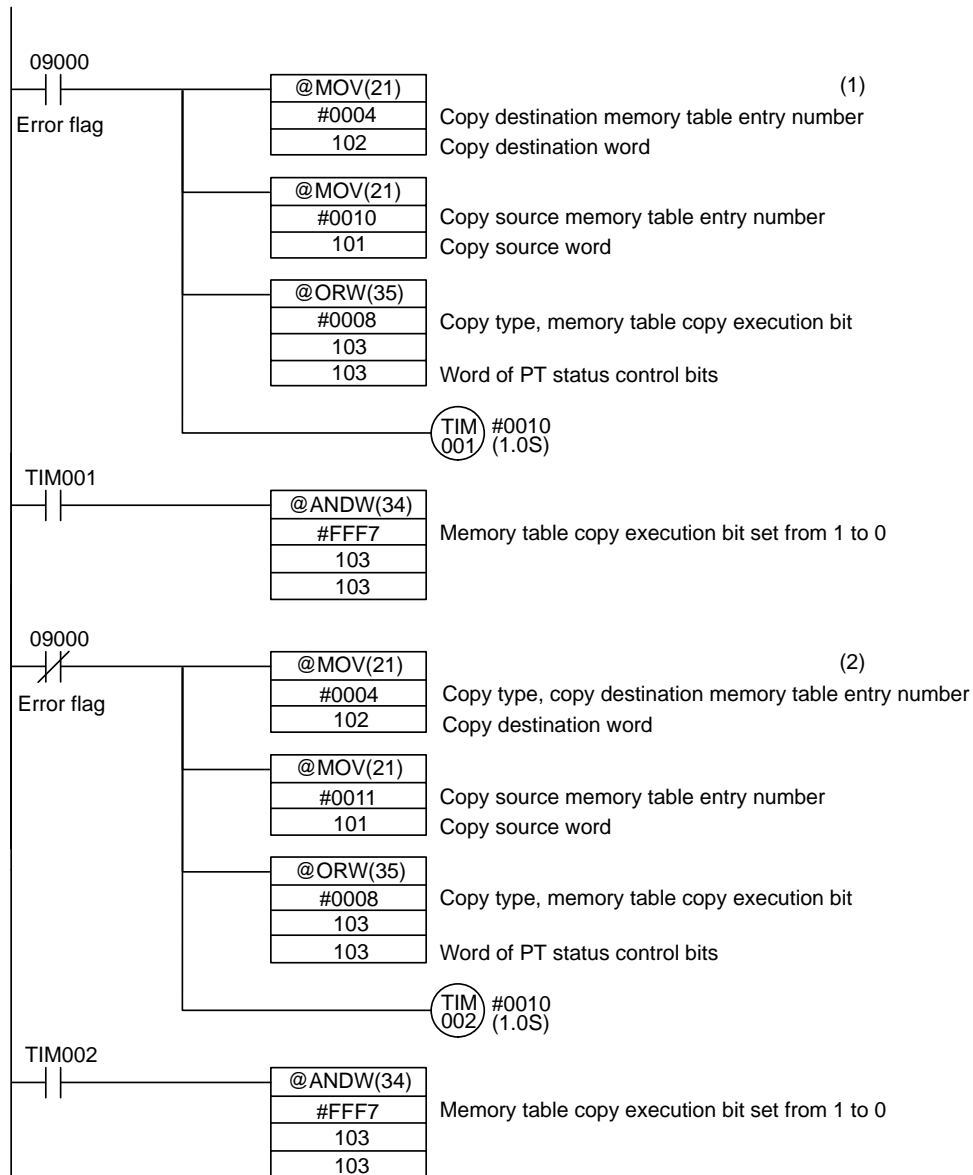 09000
Error flag
@MOV(21) (1)
#0004 Copy destination memory table entry number
102 Copy destination word
@MOV(21)
#0010 Copy source memory table entry number
101 Copy source word
@ORW(35)
#0008 Copy type, memory table copy execution bit
103
103 Word of PT status control bits
TIM #0010
001 (1.0S)
TIM001
@ANDW(34)
#FFF7 Memory table copy execution bit set from 1 to 0
103
103
09000
Error flag
@MOV(21) (2)
#0004 Copy type, copy destination memory table entry number
102 Copy destination word
@MOV(21)
#0011 Copy source memory table entry number
101 Copy source word
@ORW(35)
#0008 Copy type, memory table copy execution bit
103
103 Word of PT status control bits
TIM #0010
002 (1.0S)
TIM002
@ANDW(34)
#FFF7 Memory table copy execution bit set from 1 to 0
103
103